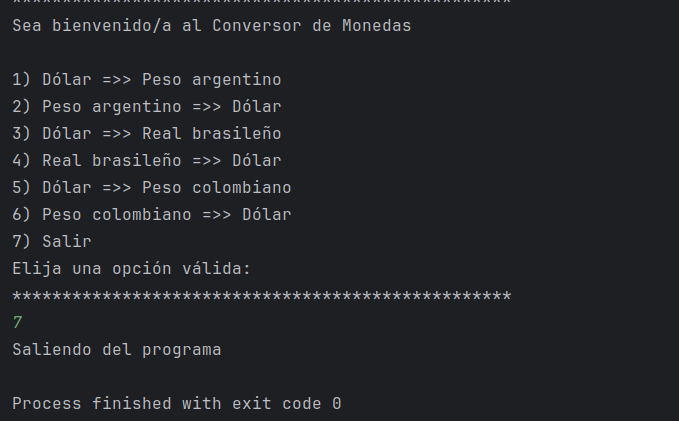 **************************************************
Sea bienvenido/a al Conversor de Monedas
1) Dólar =>> Peso argentino
2) Peso argentino =>> Dólar
3) Dólar =>> Real brasileño
4) Real brasileño =>> Dólar
5) Dólar =>> Peso colombiano
6) Peso colombiano =>> Dólar
7) Salir
Elija una opción válida:
**************************************************
7
Saliendo del programa
Process finished with exit code 0